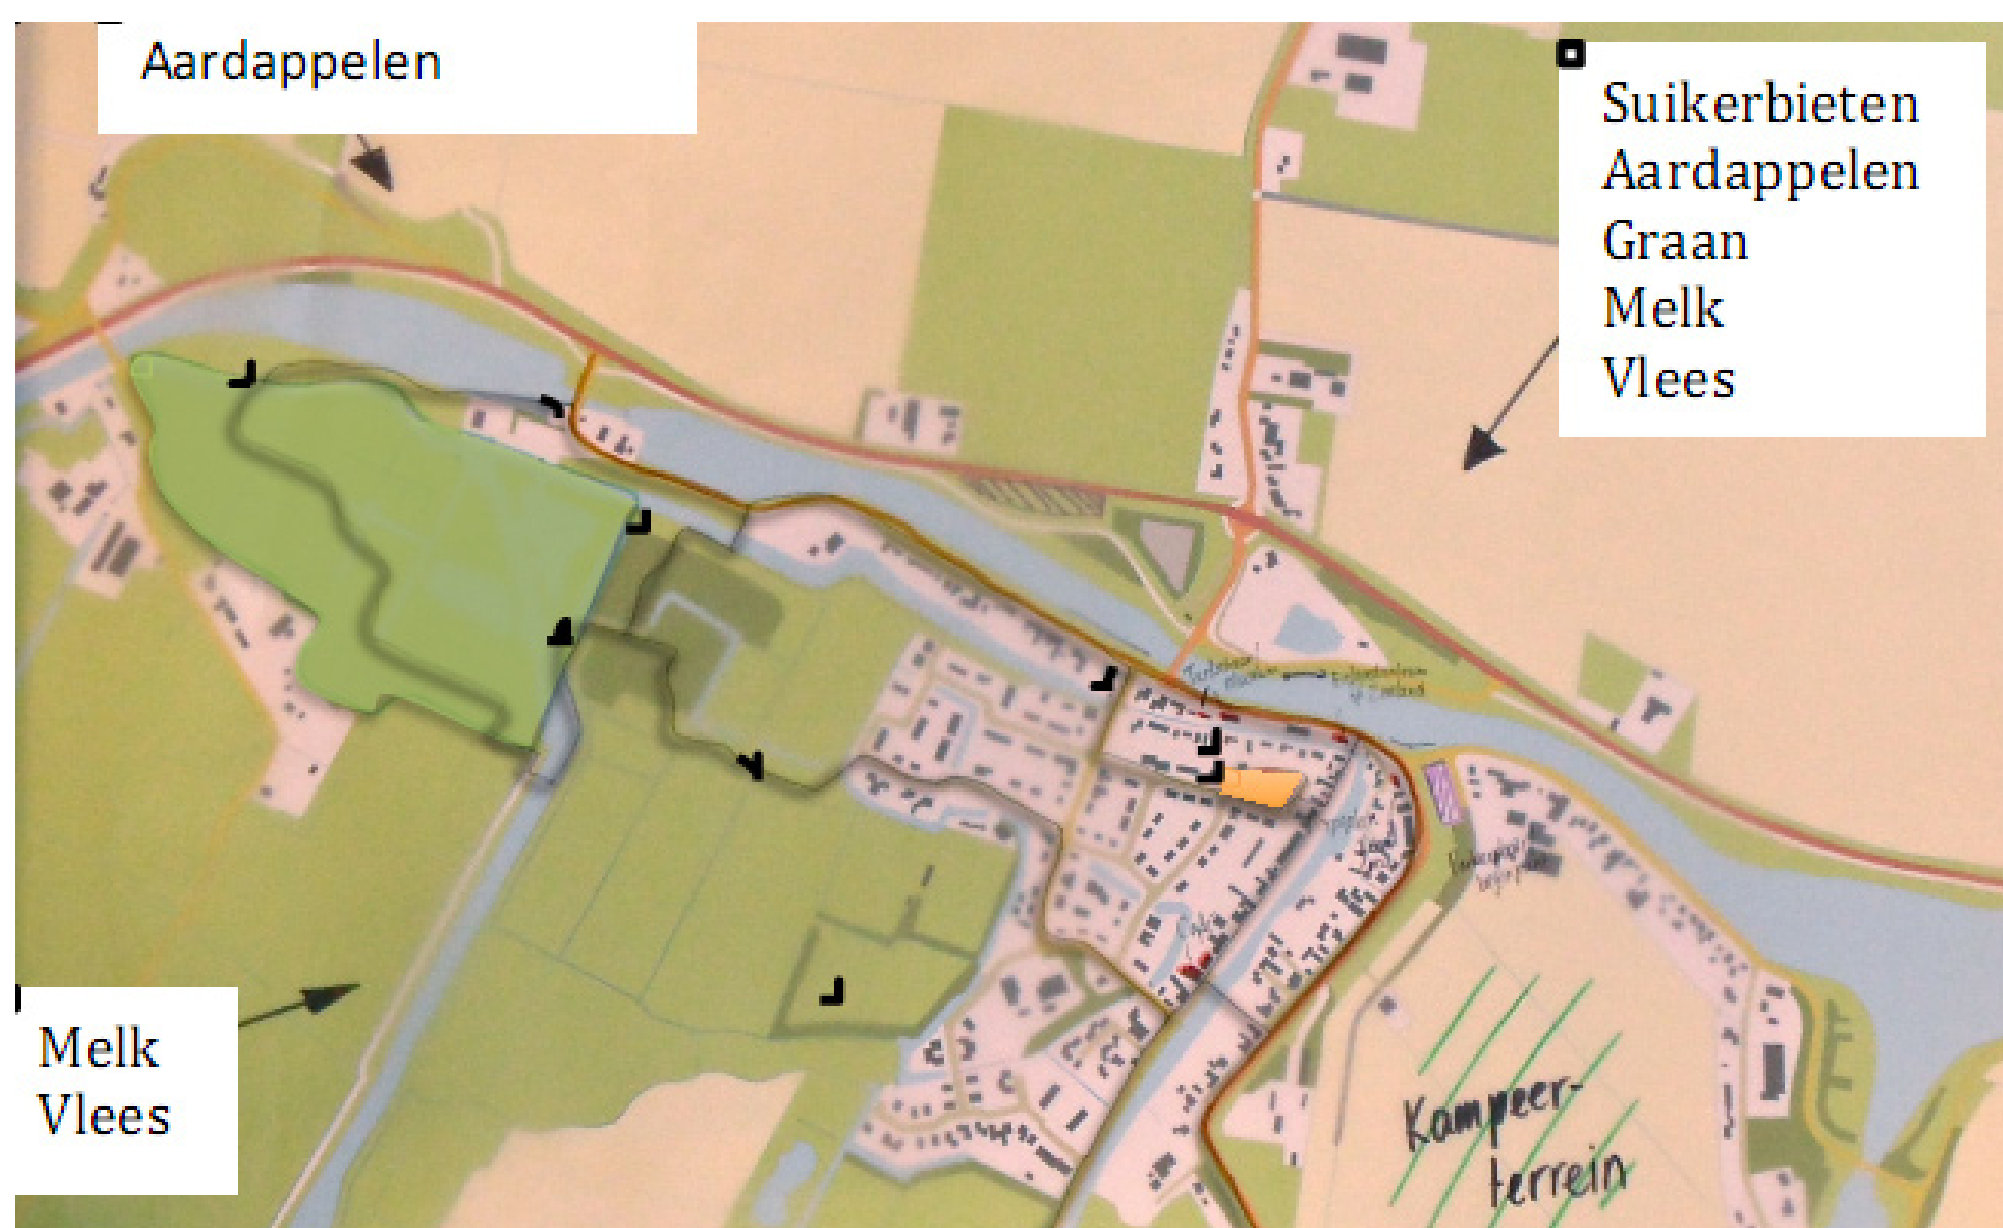 Aardappelen
Suikerbieten
Aardappelen
Graan
Melk
Vlees
Melk
Vlees
Kampeer-
terrein